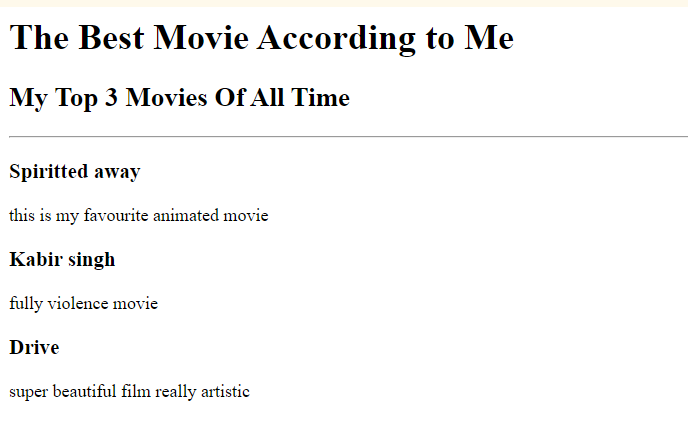 The Best Movie According to Me
My Top 3 Movies Of All Time
Spiritted away
this is my favourite animated movie
Kabir singh
fully violence movie
Drive
super beautiful film really artistic